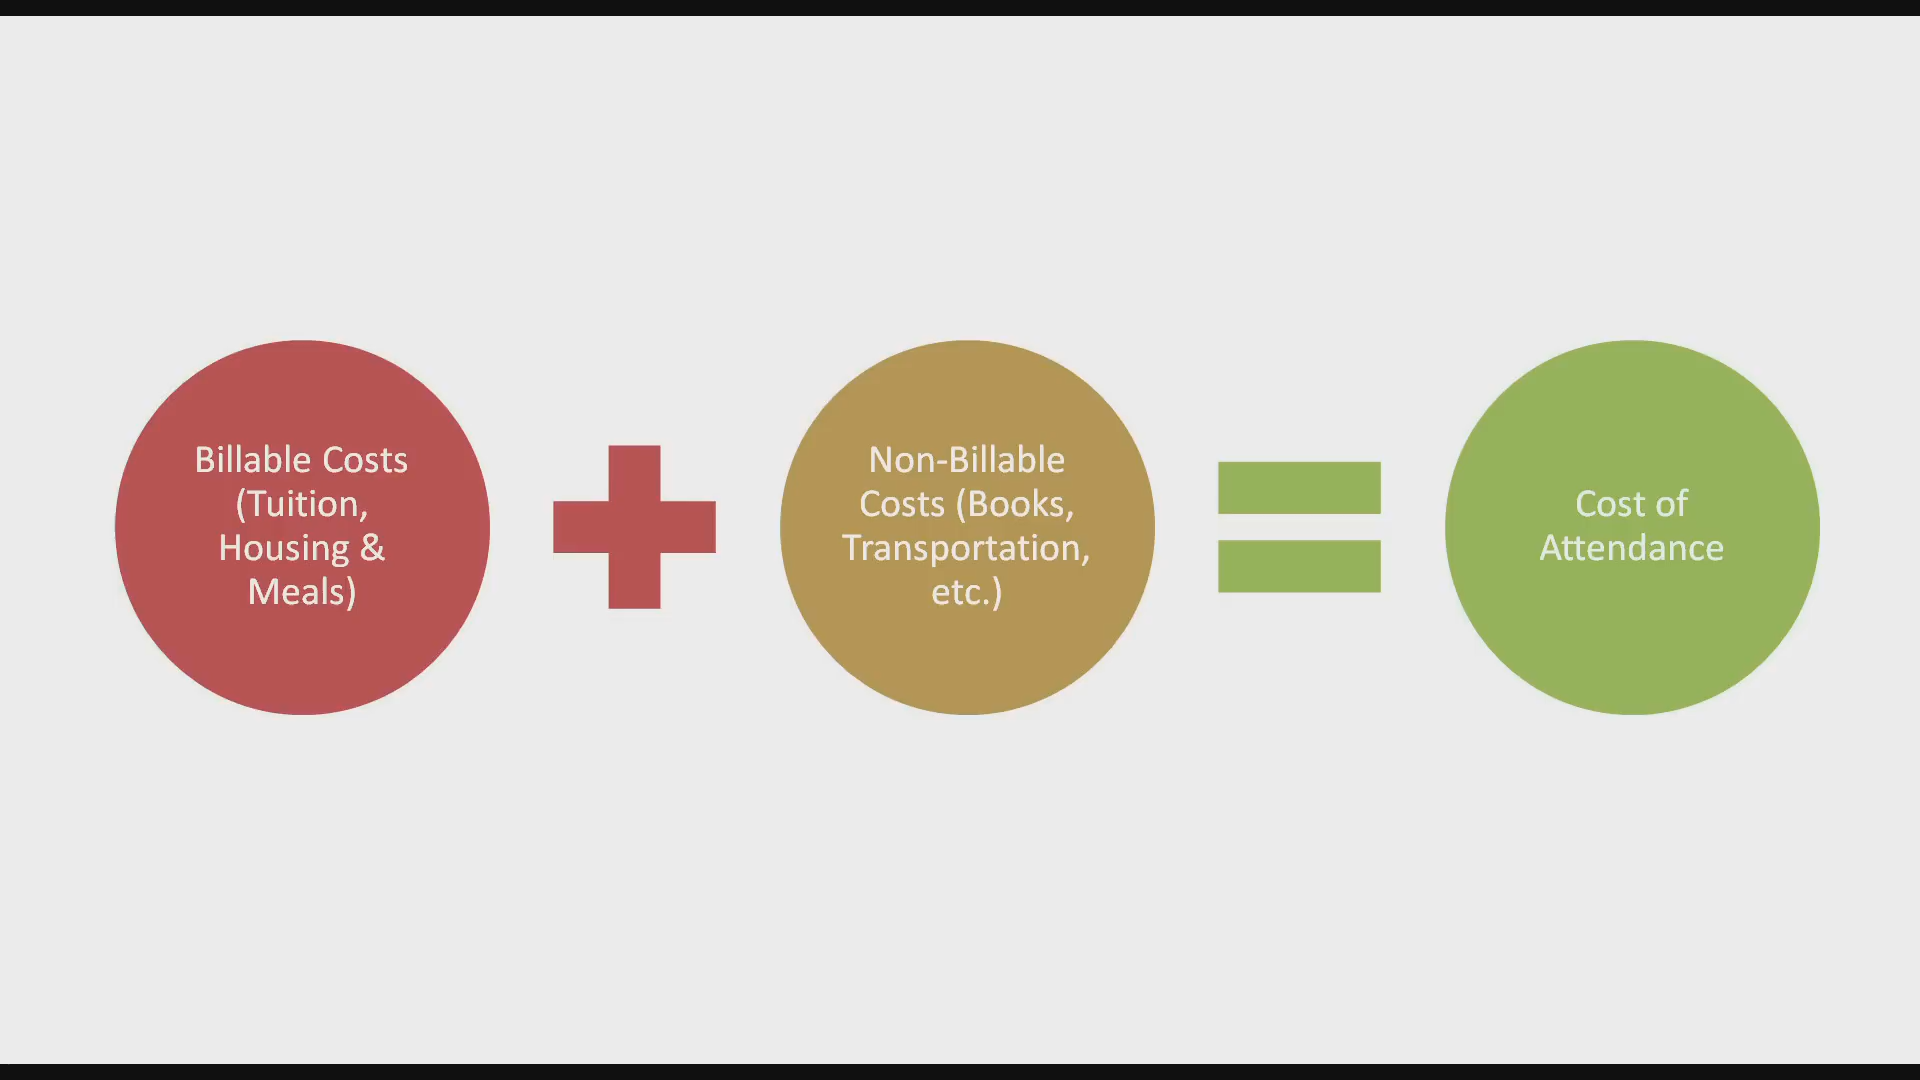 Billable Costs
(Tuition,
Housing &
Meals)
Non-Billable
Costs (Books,
Transportation,
etc.)
Cost of
Attendance